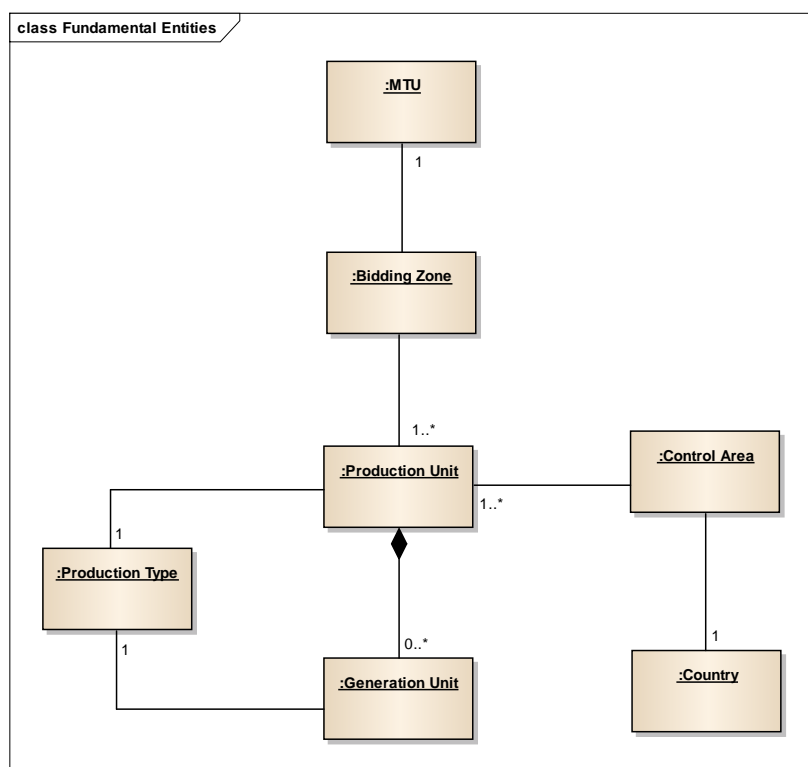 class Fundamental Entities
:MTU
1
:Bidding Zone
1..*
:Production Unit
:Control Area
1..*
1
:Production Type
1
1
0..*
:Generation Unit
:Country